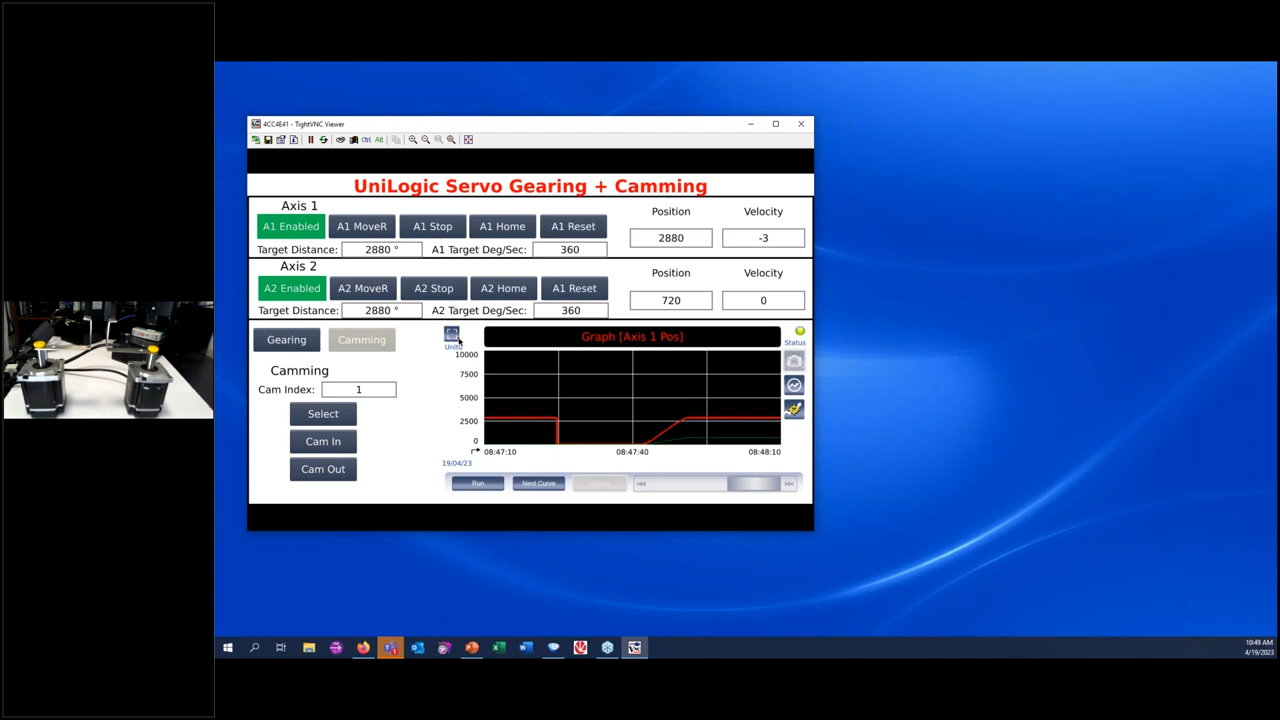 4CC4E41 - TightVNC Viewer
Ctrl Alt
UniLogic Servo Gearing + Camming
Axis 1
A1 Enabled A1 MoveR A1 Stop A1 Home A1 Reset
Position Velocity
2880 -3
Target Distance: 2880 ° A1 Target Deg/Sec: 360
Axis 2
A2 Enabled A2 MoveR A2 Stop A2 Home A1 Reset
Position Velocity
720 0
Target Distance: 2880 ° A2 Target Deg/Sec: 360
Gearing Camming
Graph [Axis 1 Pos]
Status
Camming
Cam Index: 1
Select
Cam In
Cam Out
10000
7500
5000
2500
0
08:47:10 08:47:40 08:48:10
19/04/23
Run Next Curve
10:49 AM
4/19/2023